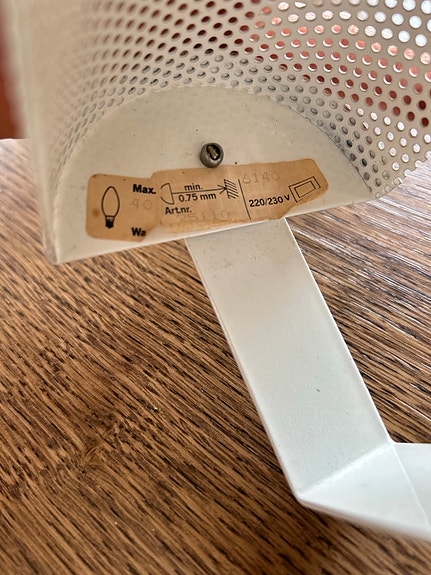 Max. min. 6140
40 0.75 mm
Art.nr. 220/230 V
Wa